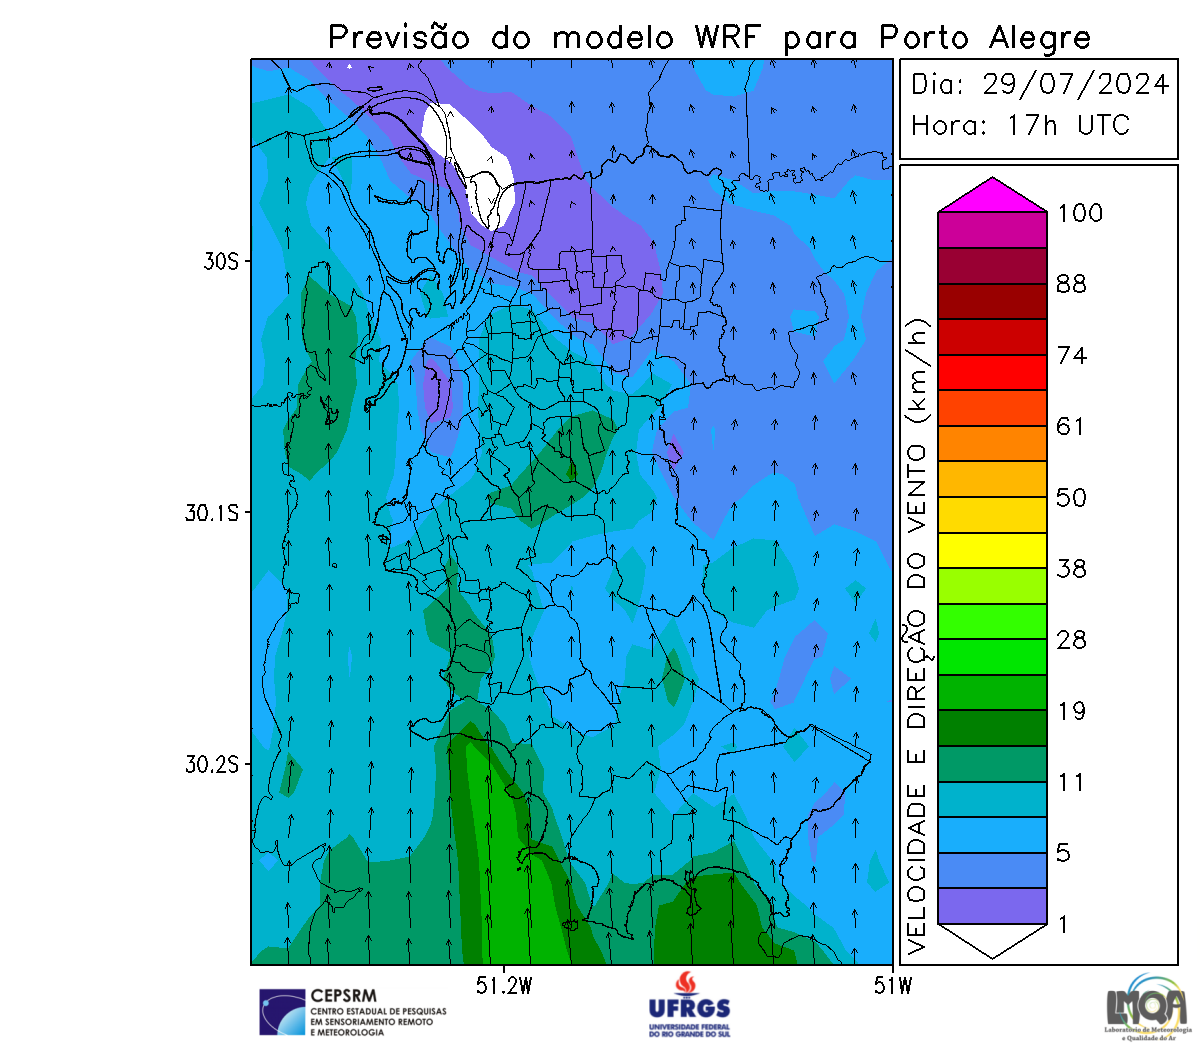 Previsão do modelo WRF para Porto Alegre
Dia: 29/07/2024
Hora: 17h UTC
30S
30.1S
30.2S
51.2W
51W
VELOCIDADE E DIREÇÃO DO VENTO (km/h)
100
88
74
61
50
38
28
19
11
5
1
CEPSRM
CENTRO ESTADUAL DE PESQUISAS
EM SENSORIAMENTO REMOTO
E METEOROLOGIA
UFRGS
UNIVERSIDADE FEDERAL
DO RIO GRANDE DO SUL
LMQA
Laboratório de Meteorologia
e Qualidade do Ar